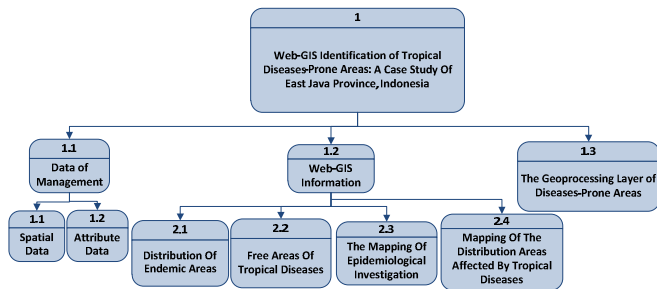 1
Web-GIS Identification of Tropical
Diseases-Prone Areas: A Case Study Of
East Java Province, Indonesia
1.1
Data of
Management
1.2
Web-GIS
Information
1.3
The Geoprocessing Layer of
Diseases-Prone Areas
1.1
Spatial
Data
1.2
Attribute
Data
2.1
Distribution Of
Endemic Areas
2.2
Free Areas Of
Tropical Diseases
2.3
The Mapping Of
Epidemiological
Investigation
2.4
Mapping Of The
Distribution Areas
Affected By Tropical
Diseases